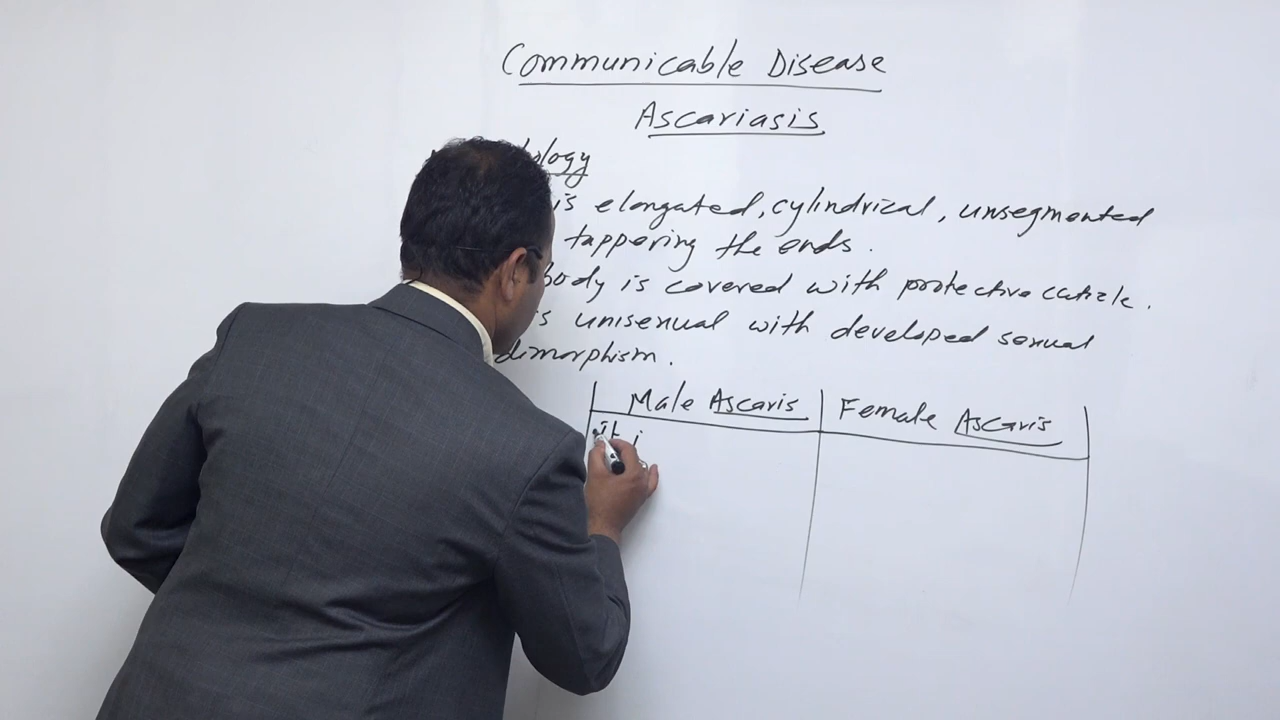 Communicable Disease
Ascariasis
ology
is elongated, cylindrical, unsegmented
tappering the ends.
body is covered with protective cuticle.
is unisexual with developed sexual
dimorphism.
Male Ascaris Female Ascaris